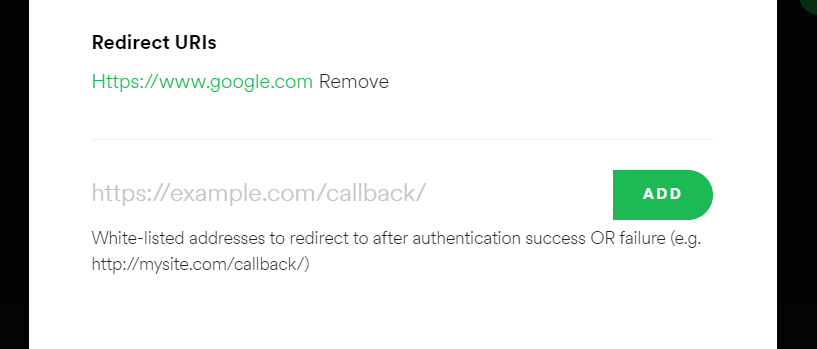 Redirect URIs
Https://www.google.com Remove
https://example.com/callback/ ADD
White-listed addresses to redirect to after authentication success OR failure (e.g.
http://mysite.com/callback/)